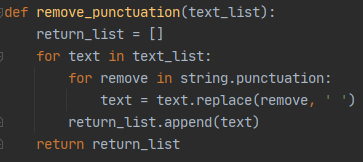 def remove_punctuation(text_list):
    return_list = []
    for text in text_list:
        for remove in string.punctuation:
            text = text.replace(remove, ' ')
        return_list.append(text)
    return return_list